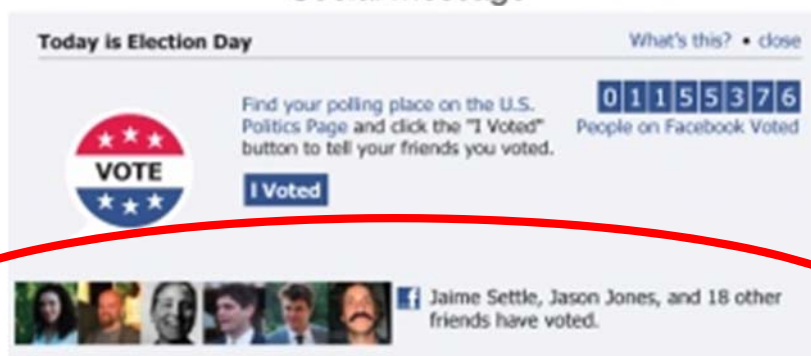 Today is Election Day
What's this? • close
Find your polling place on the U.S.
Politics Page and click the "I Voted"
button to tell your friends you voted.
I Voted
VOTE
0 1 1 5 5 3 7 6
People on Facebook Voted
f Jaime Settle, Jason Jones, and 18 other
friends have voted.